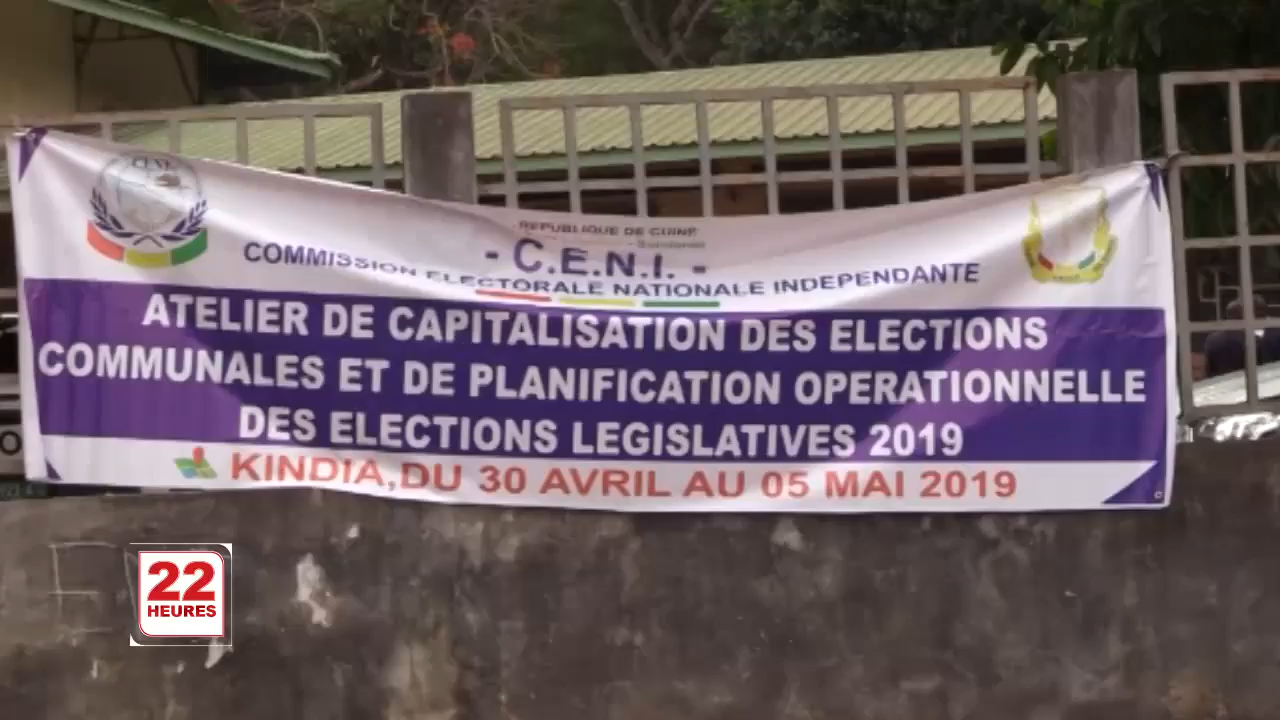 REPUBLIQUE DE GUINÉE
- C.E.N.I. -
COMMISSION ELECTORALE NATIONALE INDEPENDANTE
ATELIER DE CAPITALISATION DES ELECTIONS
COMMUNALES ET DE PLANIFICATION OPERATIONNELLE
DES ELECTIONS LEGISLATIVES 2019
KINDIA, DU 30 AVRIL AU 05 MAI 2019
22
HEURES